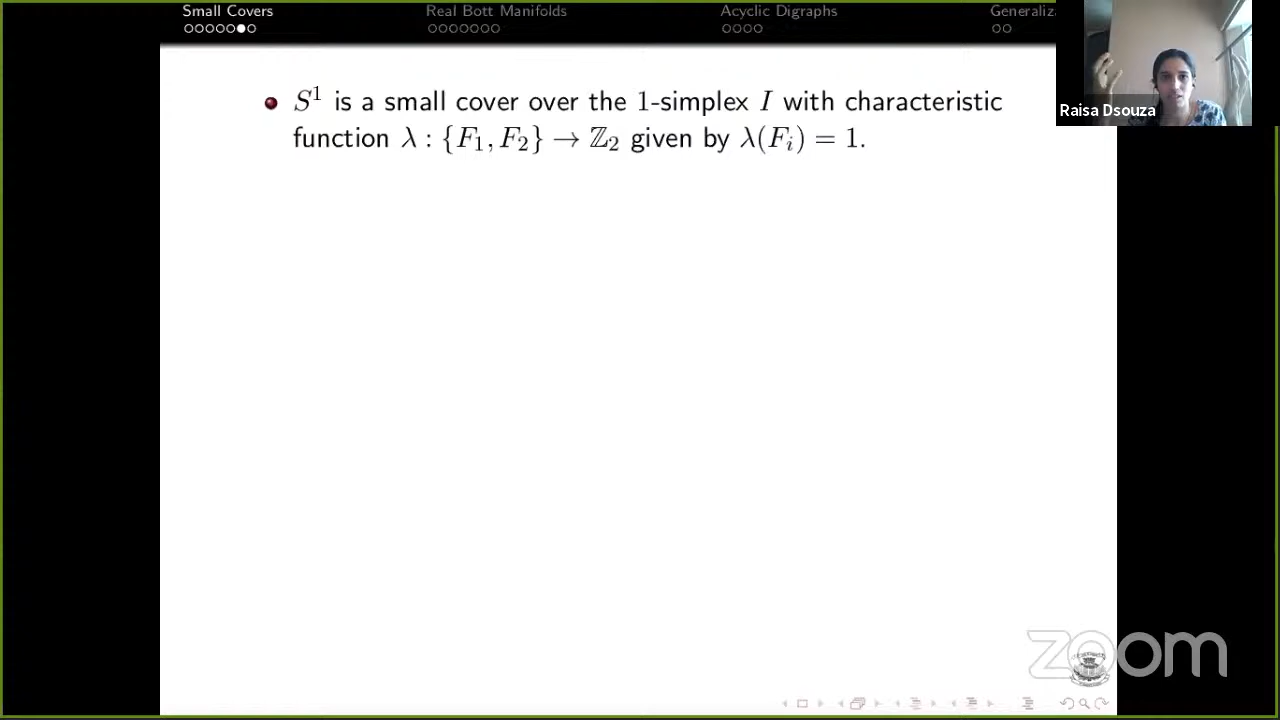 Small Covers
Real Bott Manifolds
Acyclic Digraphs
S¹ is a small cover over the 1-simplex I with characteristic
function λ : {F₁, F₂} → ℤ₂ given by λ(Fᵢ) = 1.
Raisa Dsouza
zoom